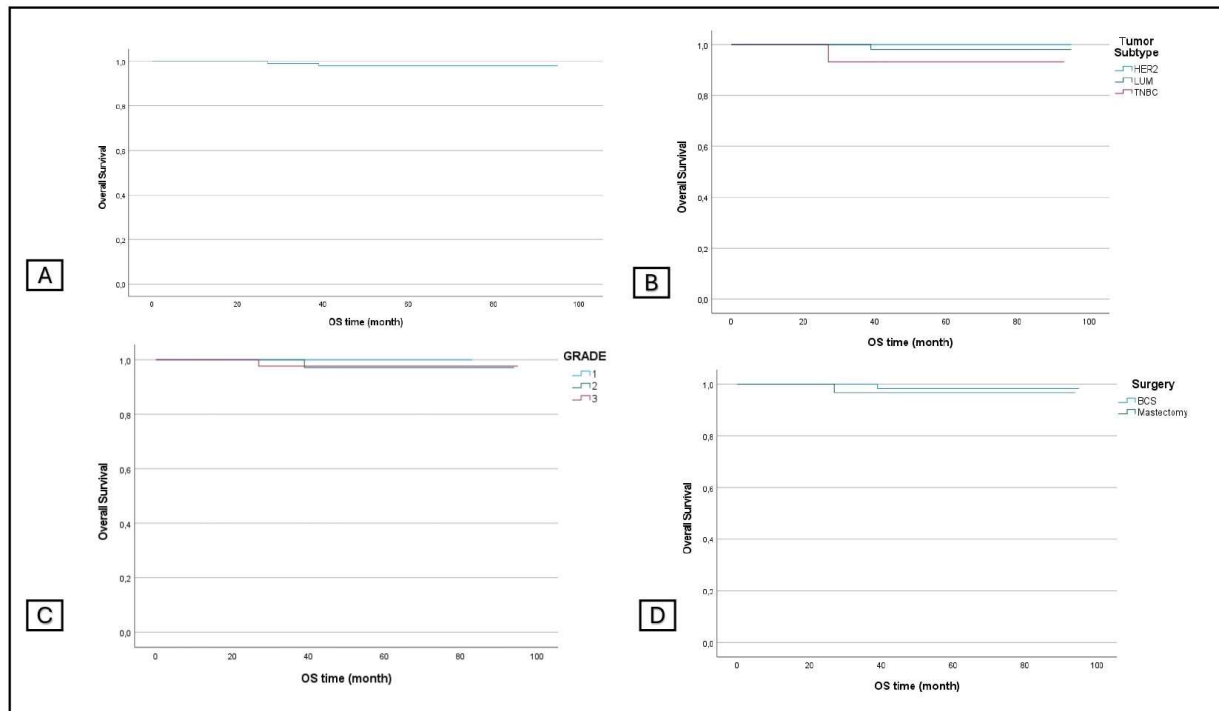 A
Overall Survival
1,0
0,8
0,6
0,4
0,2
0,0
0 20 40 60 80 100
OS time (month)
B
Overall Survival
1,0
0,8
0,6
0,4
0,2
0,0
0 20 40 60 80 100
OS time (month)
Tumor
Subtype
HER2
LUM
TNBC
C
Overall Survival
1,0
0,8
0,6
0,4
0,2
0,0
0 20 40 60 80 100
OS time (month)
GRADE
1
2
3
D
Overall Survival
1,0
0,8
0,6
0,4
0,2
0,0
0 20 40 60 80 100
OS time (month)
Surgery
BCS
Mastectomy